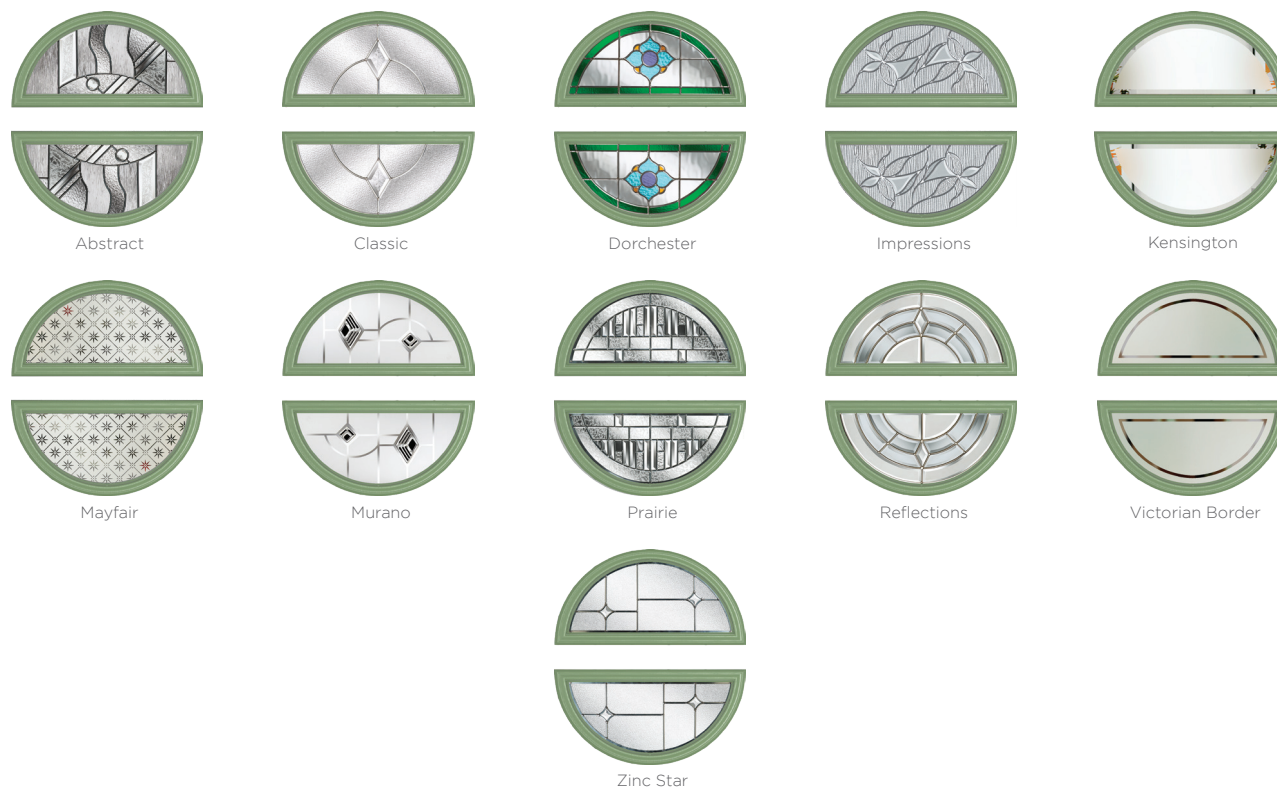 Abstract
Classic
Dorchester
Impressions
Kensington
Mayfair
Murano
Prairie
Reflections
Victorian Border
Zinc Star